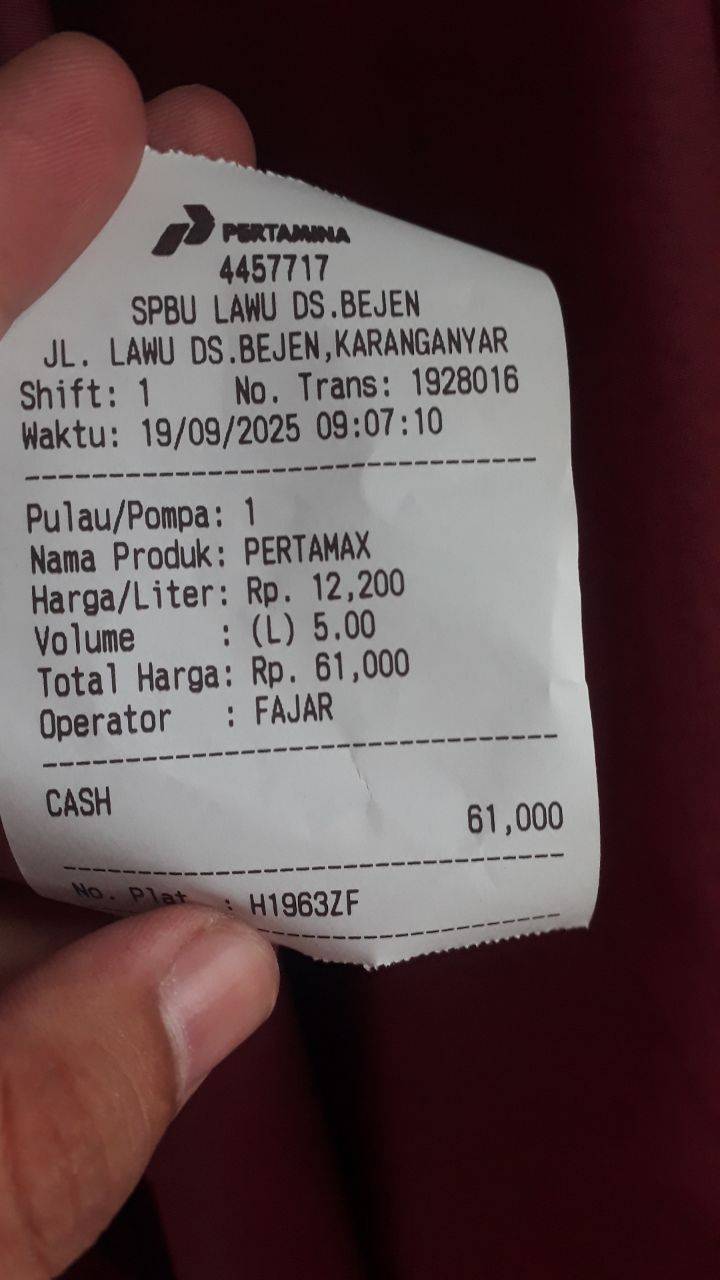 PERTAMINA
4457717
SPBU LAWU DS.BEJEN
JL. LAWU DS.BEJEN,KARANGANYAR
Shift: 1 No. Trans: 1928016
Waktu: 19/09/2025 09:07:10
Pulau/Pompa: 1
Nama Produk: PERTAMAX
Harga/Liter: Rp. 12,200
Volume : (L) 5.00
Total Harga: Rp. 61,000
Operator : FAJAR
CASH
61,000
No. Plat : H1963ZF